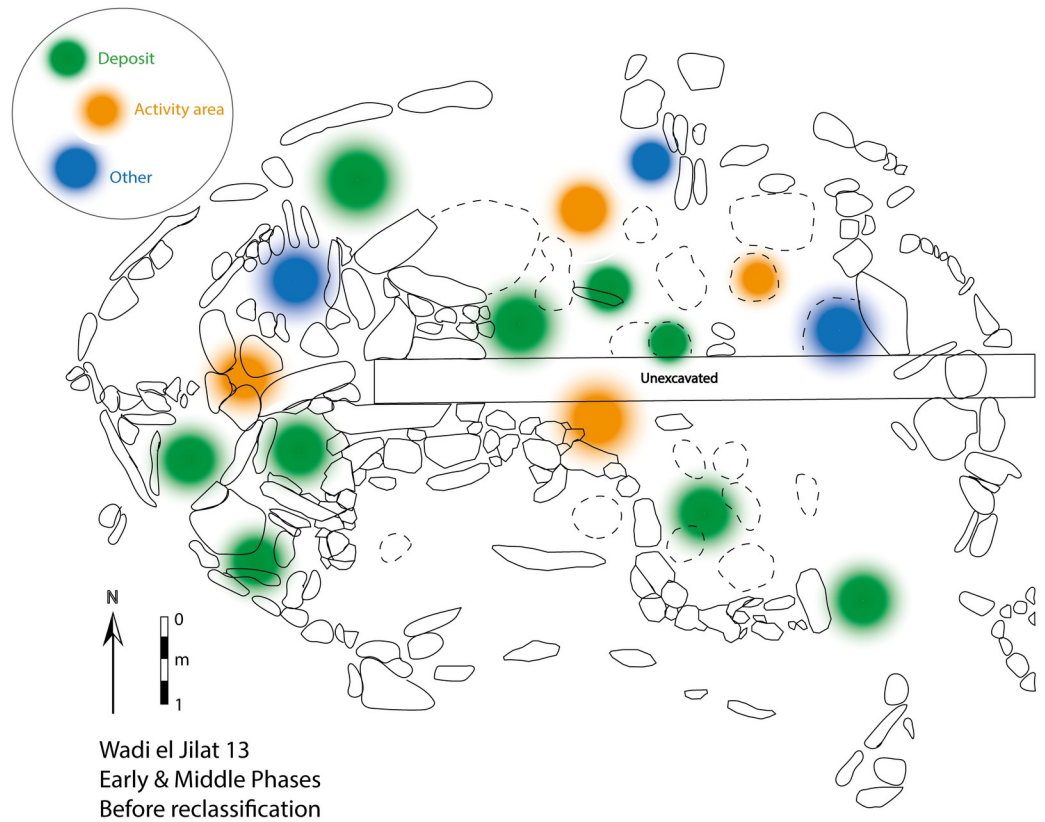 Deposit
Activity area
Other
Unexcavated
N
0
m
1
Wadi el Jilat 13
Early & Middle Phases
Before reclassification